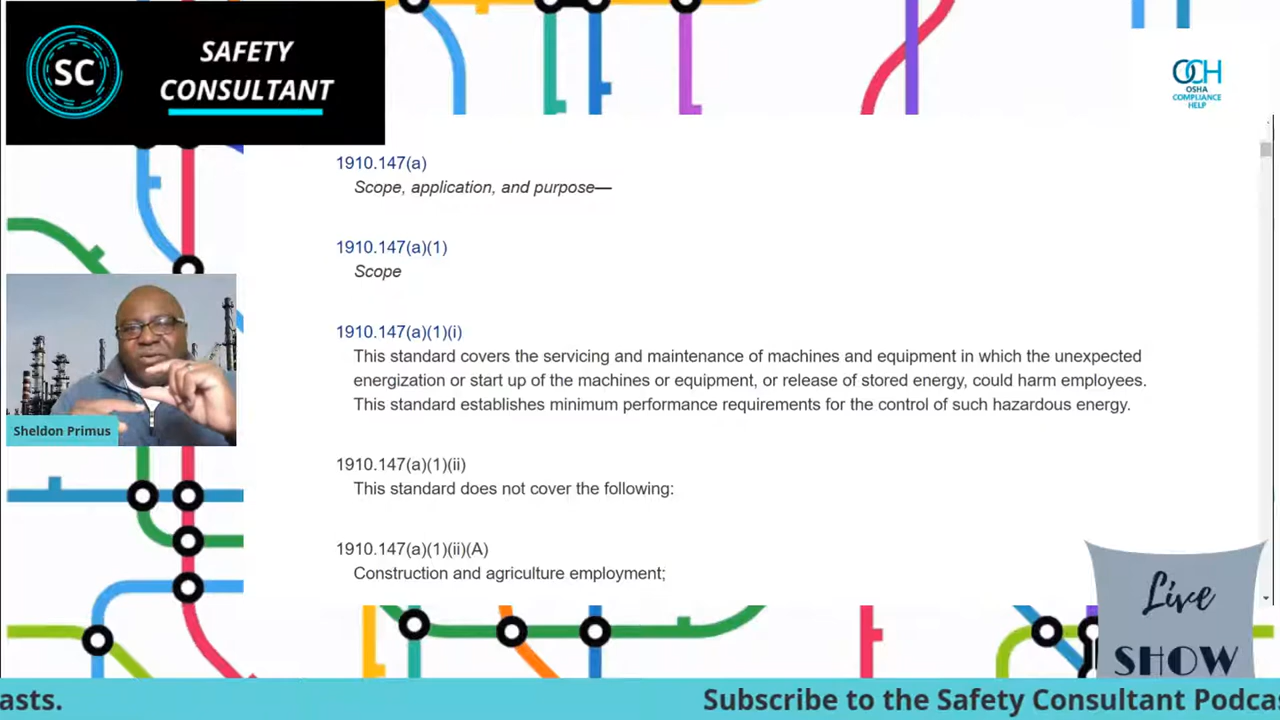 SC
SAFETY
CONSULTANT
OCH
OSHA
COMPLIANCE
HELP
1910.147(a)
Scope, application, and purpose—
1910.147(a)(1)
Scope
1910.147(a)(1)(i)
This standard covers the servicing and maintenance of machines and equipment in which the unexpected
energization or start up of the machines or equipment, or release of stored energy, could harm employees.
This standard establishes minimum performance requirements for the control of such hazardous energy.
1910.147(a)(1)(ii)
This standard does not cover the following:
1910.147(a)(1)(ii)(A)
Construction and agriculture employment;
Sheldon Primus
Live
SHOW
asts.
Subscribe to the Safety Consultant Podcas